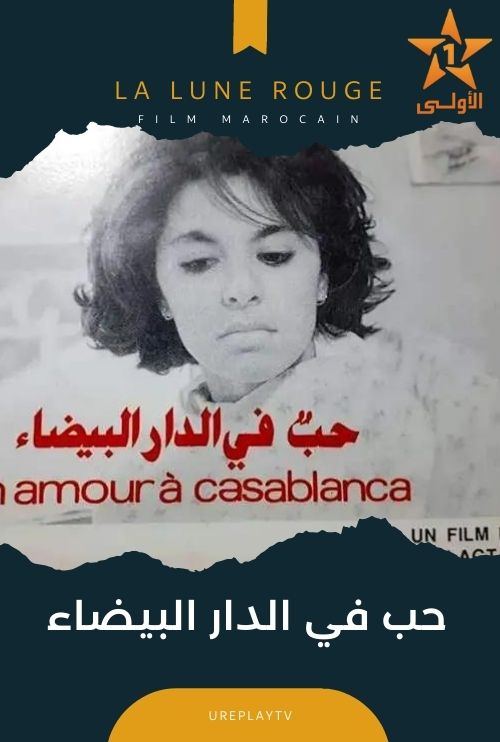 1
الأولى
LA LUNE ROUGE
FILM MAROCAIN
حبّ في الدار البيضاء
amour à casablanca
UN FILM
حب في الدار البيضاء
UREPLAYTV